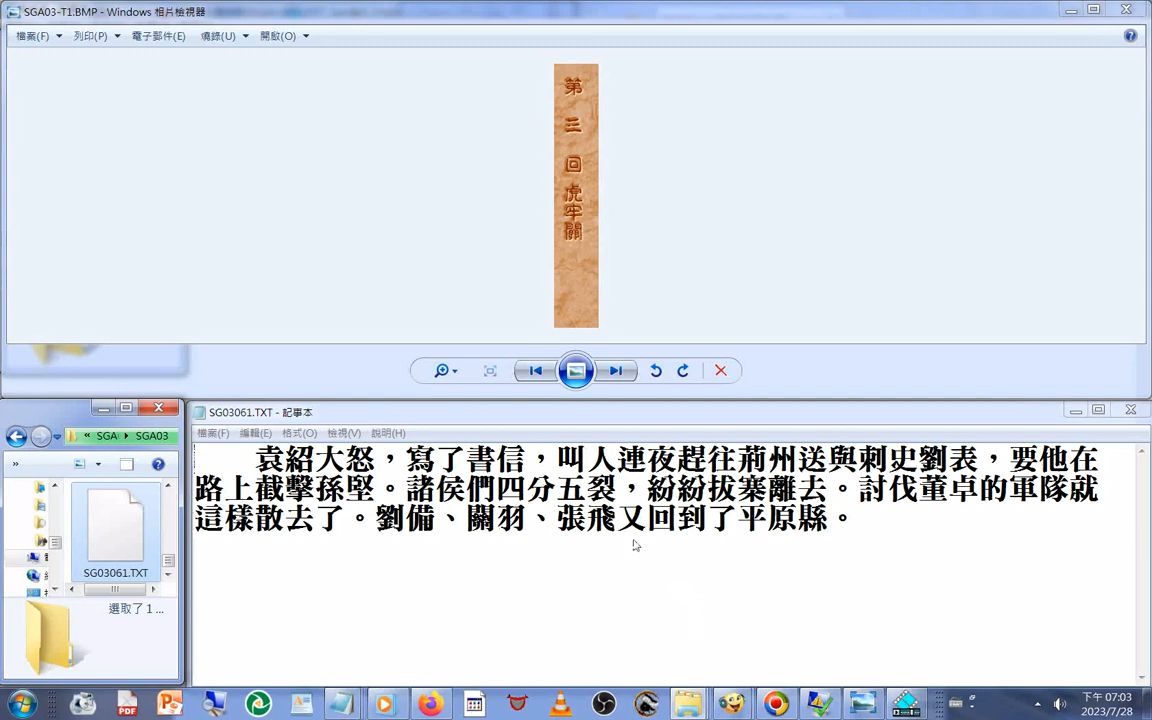 SGA03-T1.BMP - Windows 相片檢視器
檔案(F) 列印(P) 電子郵件(E) 燒錄(U) 開啟(O)
第三回虎牢關
« SGA SGA03
SG03061.TXT - 記事本
檔案(F) 編輯(E) 格式(O) 檢視(V) 說明(H)
袁紹大怒，寫了書信，叫人連夜趕往荊州送與刺史劉表，要他在
路上截擊孫堅。諸侯們四分五裂，紛紛拔寨離去。討伐董卓的軍隊就
這樣散去了。劉備、關羽、張飛又回到了平原縣。
»
SG03061.TXT
選取了 1 ...
PDF
下午 07:03
2023/7/28